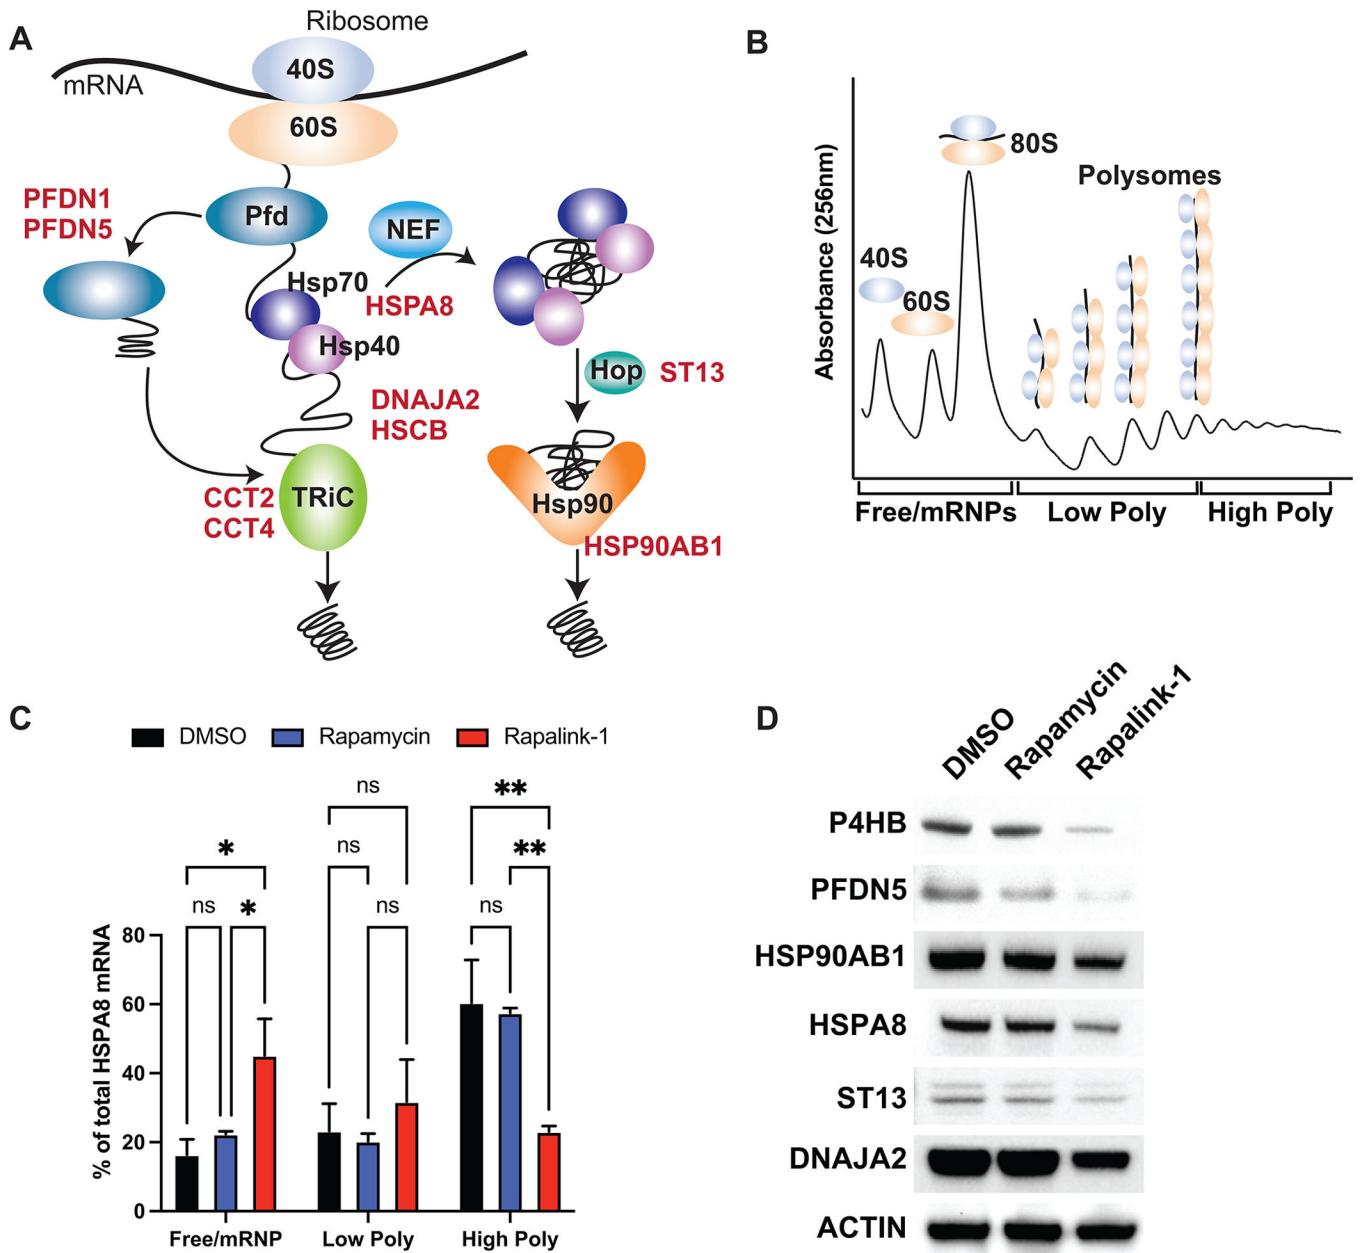 A
Ribosome
mRNA
40S
60S
PFDN1
PFDN5
Pfd
NEF
Hsp70
HSPA8
Hsp40
Hop
ST13
DNAJA2
HSCB
CCT2
CCT4
TRiC
Hsp90
HSP90AB1
B
Absorbance (256nm)
80S
Polysomes
40S
60S
Free/mRNPs
Low Poly
High Poly
C
DMSO
Rapamycin
Rapalink-1
% of total HSPA8 mRNA
80
60
40
20
0
*
ns
*
ns
ns
ns
**
**
ns
Free/mRNP
Low Poly
High Poly
D
DMSO
Rapamycin
Rapalink-1
P4HB
PFDN5
HSP90AB1
HSPA8
ST13
DNAJA2
ACTIN